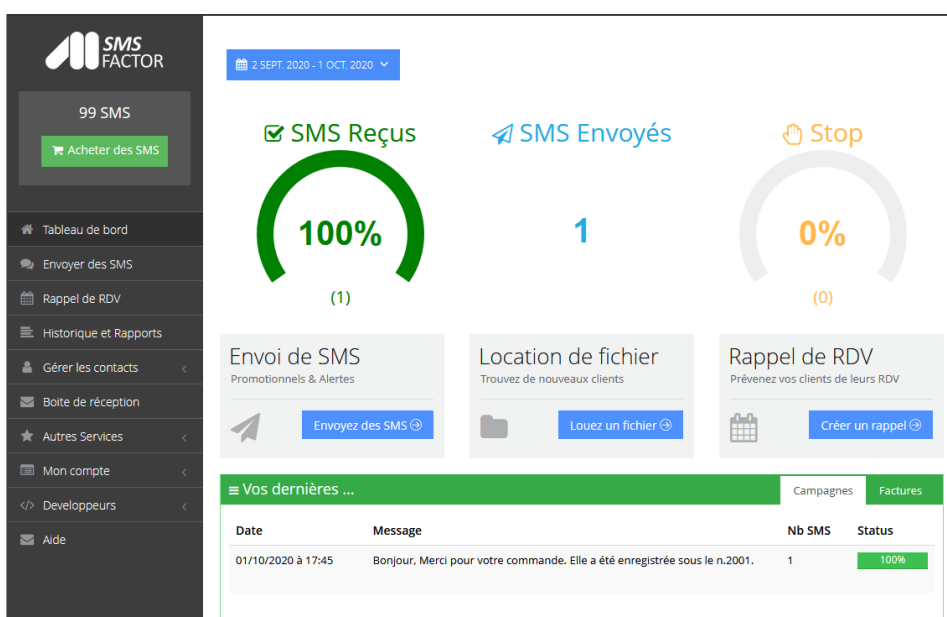 SMS
FACTOR
99 SMS
Acheter des SMS
Tableau de bord
Envoyer des SMS
Rappel de RDV
Historique et Rapports
Gérer les contacts
Boite de réception
Autres Services
Mon compte
Developpeurs
Aide
2 SEPT. 2020 - 1 OCT. 2020
SMS Reçus
100%
(1)
SMS Envoyés
1
Stop
0%
(0)
Envoi de SMS
Promotionnels & Alertes
Envoyez des SMS
Location de fichier
Trouvez de nouveaux clients
Louez un fichier
Rappel de RDV
Prévenez vos clients de leurs RDV
Créer un rappel
Vos dernières ...
Campagnes
Factures
Date Message Nb SMS Status
01/10/2020 à 17:45 Bonjour, Merci pour votre commande. Elle a été enregistrée sous le n.2001. 1 100%